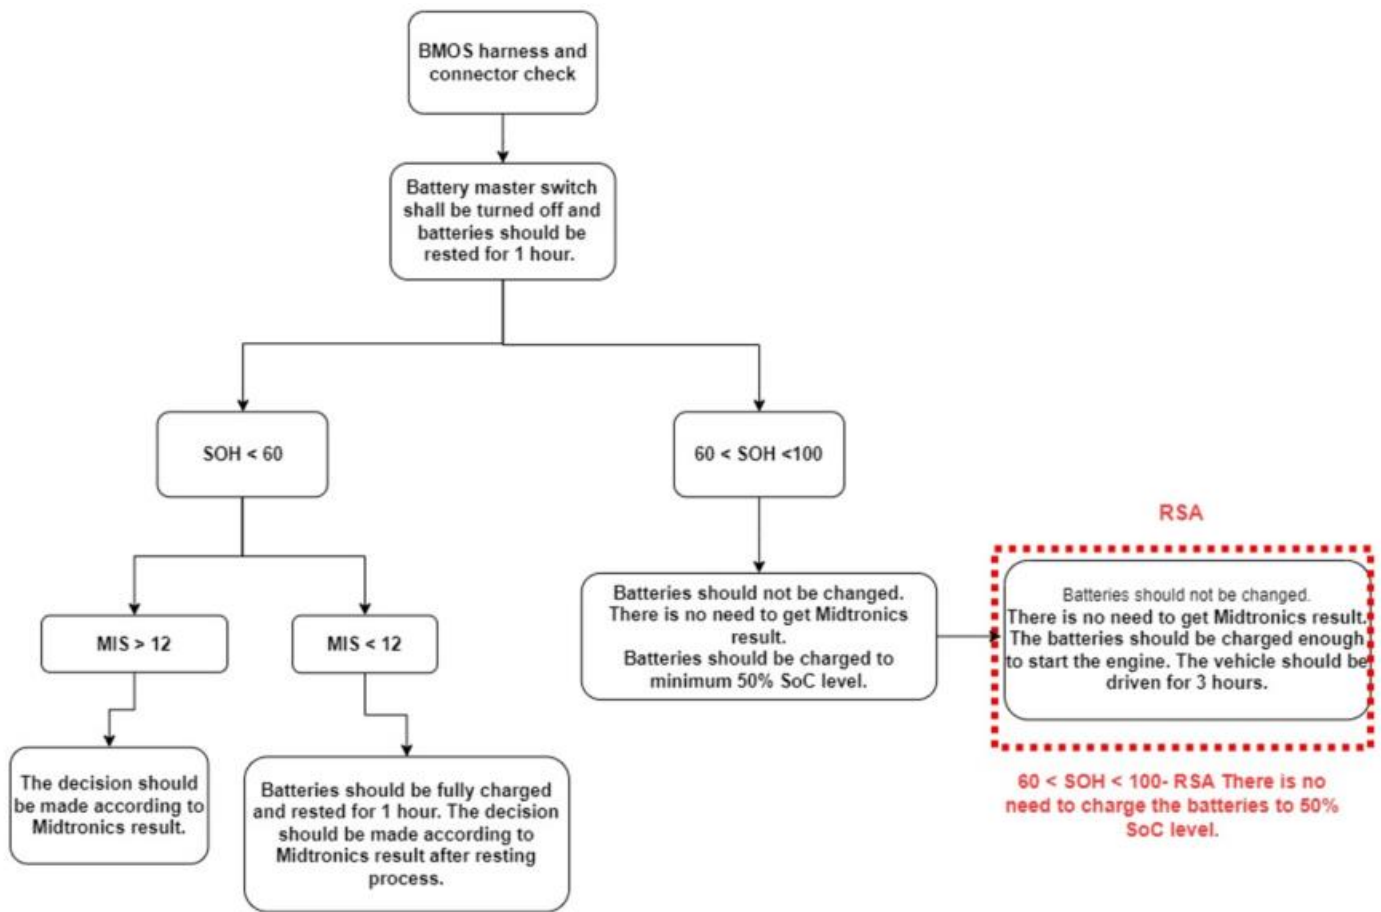 BMOS harness and
connector check
Battery master switch
shall be turned off and
batteries should be
rested for 1 hour.
SOH < 60
60 < SOH <100
RSA
MIS > 12
MIS < 12
Batteries should not be changed.
There is no need to get Midtronics
result.
Batteries should be charged to
minimum 50% SoC level.
Batteries should not be changed.
There is no need to get Midtronics result.
The batteries should be charged enough
to start the engine. The vehicle should be
driven for 3 hours.
The decision should
be made according to
Midtronics result.
Batteries should be fully charged
and rested for 1 hour. The decision
should be made according to
Midtronics result after resting
process.
60 < SOH < 100- RSA There is no
need to charge the batteries to 50%
SoC level.